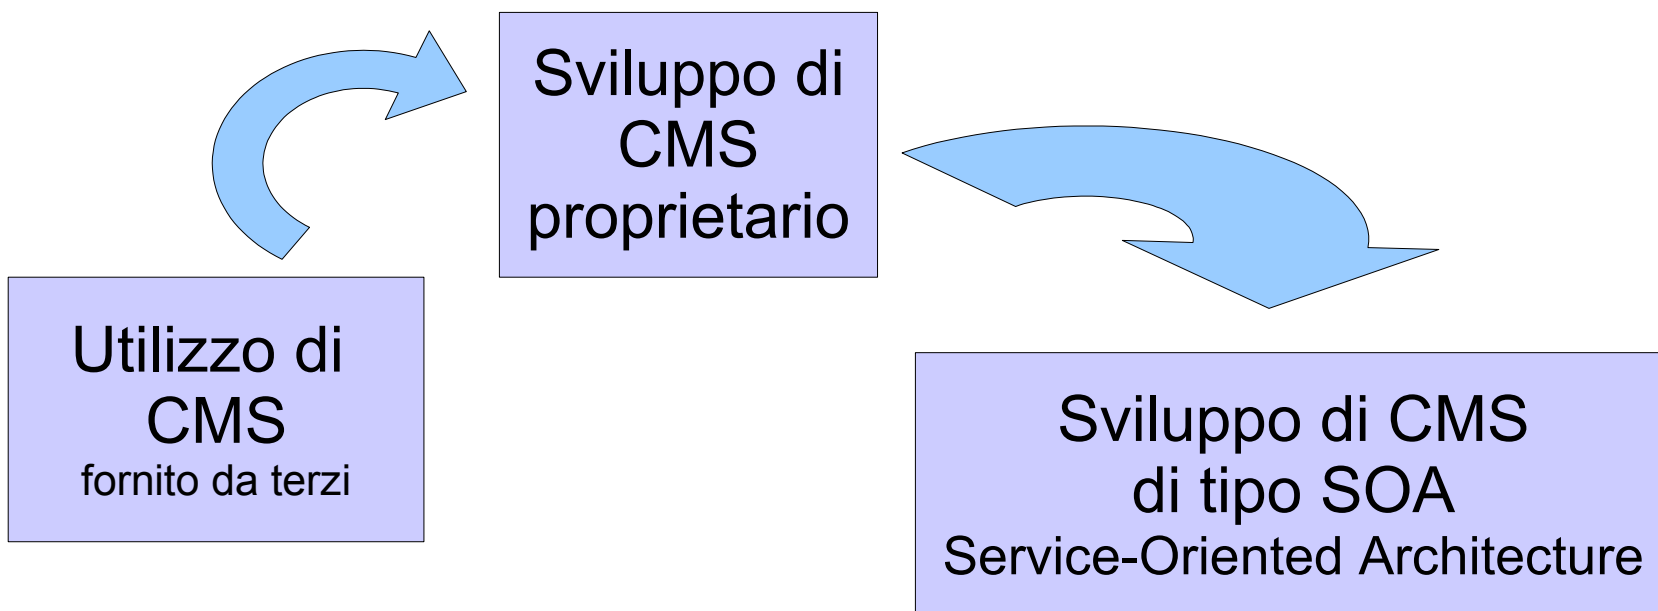 Sviluppo di
CMS
proprietario
Utilizzo di
CMS
fornito da terzi
Sviluppo di CMS
di tipo SOA
Service-Oriented Architecture